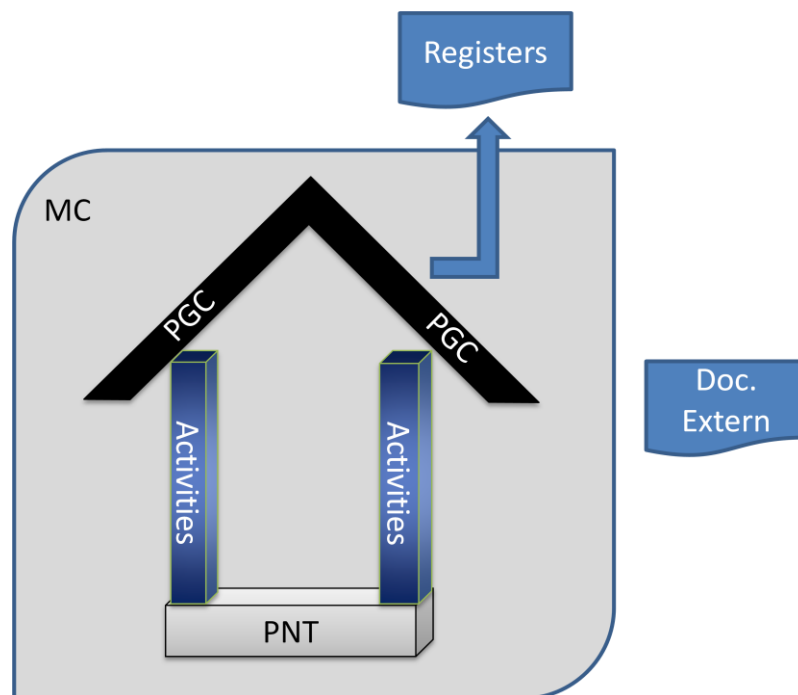 Registers
MC
PGC
PGC
Doc.
Extern
Activities
Activities
PNT